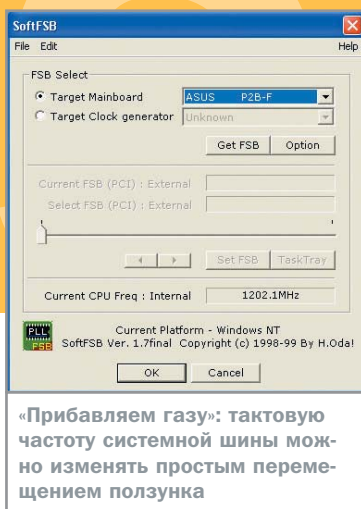 SoftFSB
File Edit Help
FSB Select
Target Mainboard ASUS P2B-F
Target Clock generator Unknown
Get FSB Option
Current FSB (PCI) : External
Select FSB (PCI) : External
Set FSB TaskTray
Current CPU Freq : Internal 1202.1MHz
PLL FSB
Current Platform - Windows NT
SoftFSB Ver. 1.7final Copyright (c) 1998-99 By H.Oda!
OK Cancel
«Прибавляем газу»: тактовую
частоту системной шины мож-
но изменять простым переме-
щением ползунка